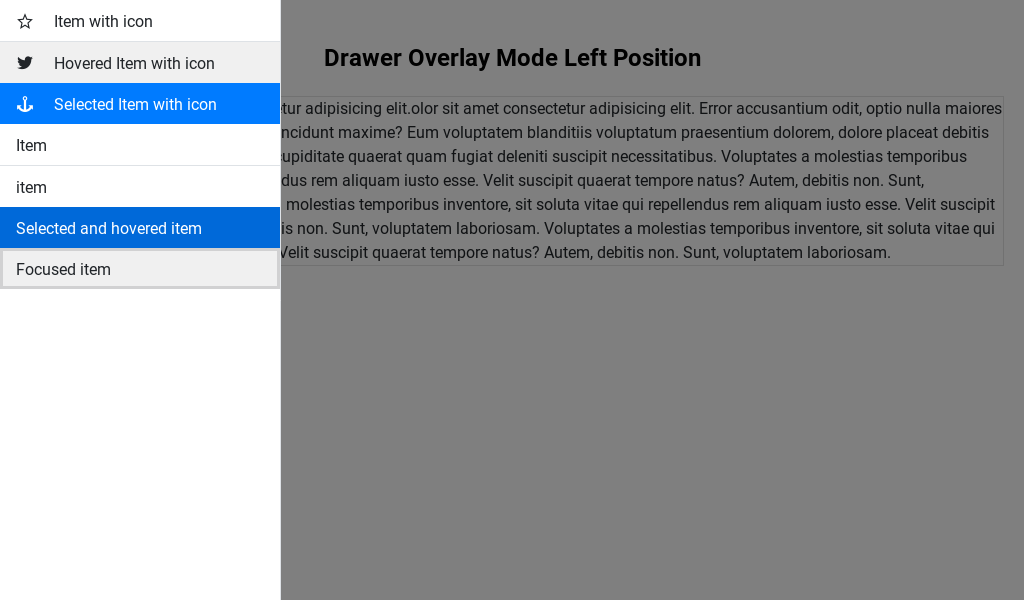 Item with icon
Hovered Item with icon
Selected Item with icon
Item
item
Selected and hovered item
Focused item
Drawer Overlay Mode Left Position
adipisicing elit.olor sit amet consectetur adipisicing elit. Error accusantium odit, optio nulla maiores
maxime? Eum voluptatem blanditiis voluptatum praesentium dolorem, dolore placeat debitis
quaerat quam fugiat deleniti suscipit necessitatibus. Voluptates a molestias temporibus
rem aliquam iusto esse. Velit suscipit quaerat tempore natus? Autem, debitis non. Sunt,
molestias temporibus inventore, sit soluta vitae qui repellendus rem aliquam iusto esse. Velit suscipit
non. Sunt, voluptatem laboriosam. Voluptates a molestias temporibus inventore, sit soluta vitae qui
Velit suscipit quaerat tempore natus? Autem, debitis non. Sunt, voluptatem laboriosam.